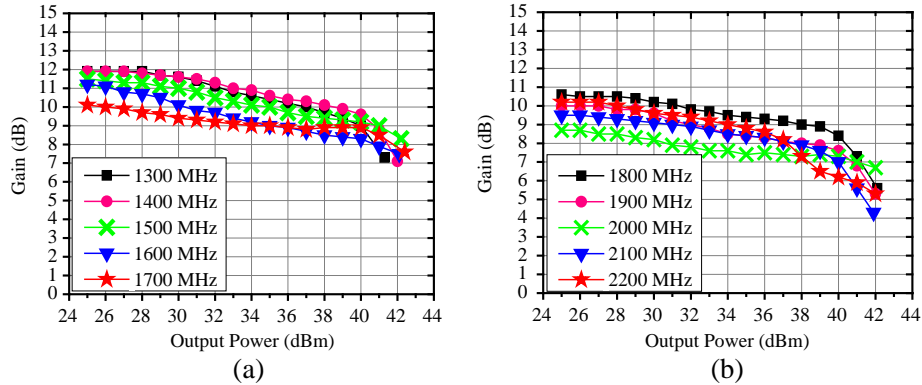 15
14
13
12
11
10
9
8
7
6
5
4
3
2
1
0
Gain (dB)
1300 MHz
1400 MHz
1500 MHz
1600 MHz
1700 MHz
24 26 28 30 32 34 36 38 40 42 44
Output Power (dBm)
(a)
15
14
13
12
11
10
9
8
7
6
5
4
3
2
1
0
Gain (dB)
1800 MHz
1900 MHz
2000 MHz
2100 MHz
2200 MHz
24 26 28 30 32 34 36 38 40 42 44
Output Power (dBm)
(b)